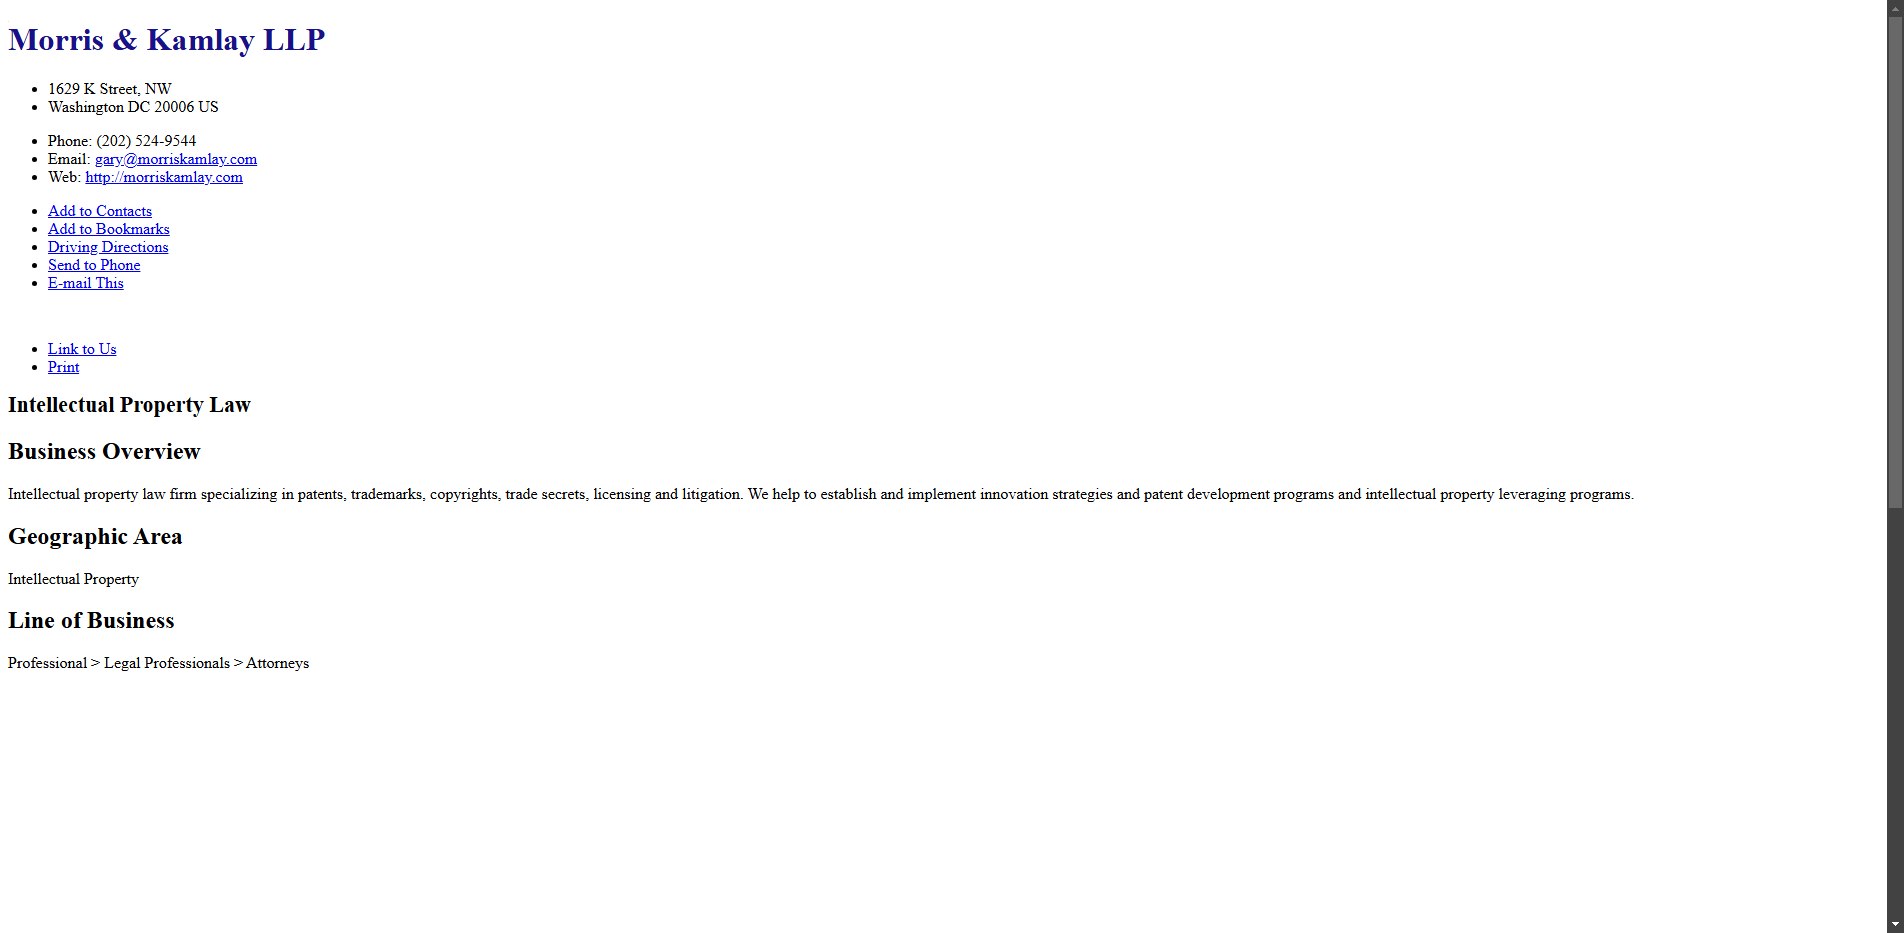 Morris & Kamlay LLP
1629 K Street, NW
Washington DC 20006 US
Phone: (202) 524-9544
Email: gary@morriskamlay.com
Web: http://morriskamlay.com
Add to Contacts
Add to Bookmarks
Driving Directions
Send to Phone
E-mail This
Link to Us
Print
Intellectual Property Law
Business Overview
Intellectual property law firm specializing in patents, trademarks, copyrights, trade secrets, licensing and litigation. We help to establish and implement innovation strategies and patent development programs and intellectual property leveraging programs.
Geographic Area
Intellectual Property
Line of Business
Professional > Legal Professionals > Attorneys